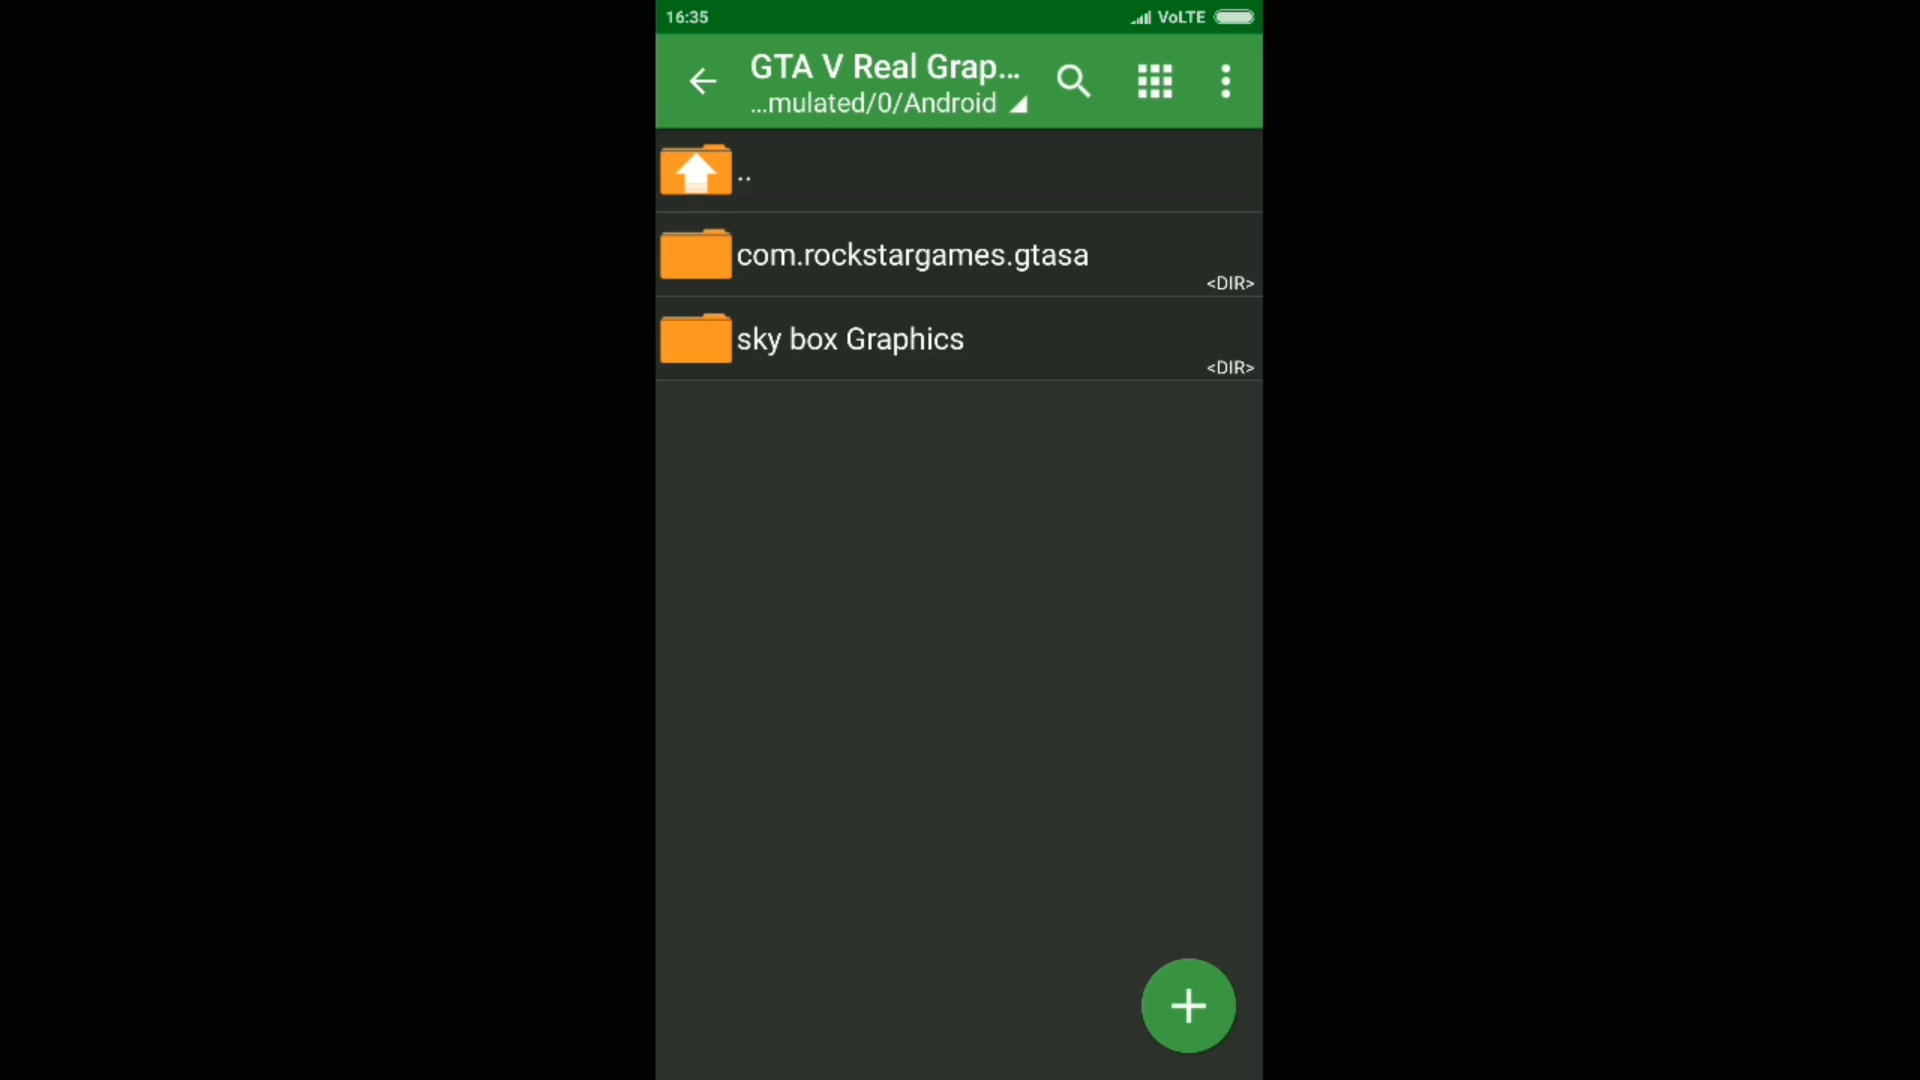 16:35
VoLTE
GTA V Real Grap...
...mulated/0/Android
..
com.rockstargames.gtasa
<DIR>
sky box Graphics
<DIR>